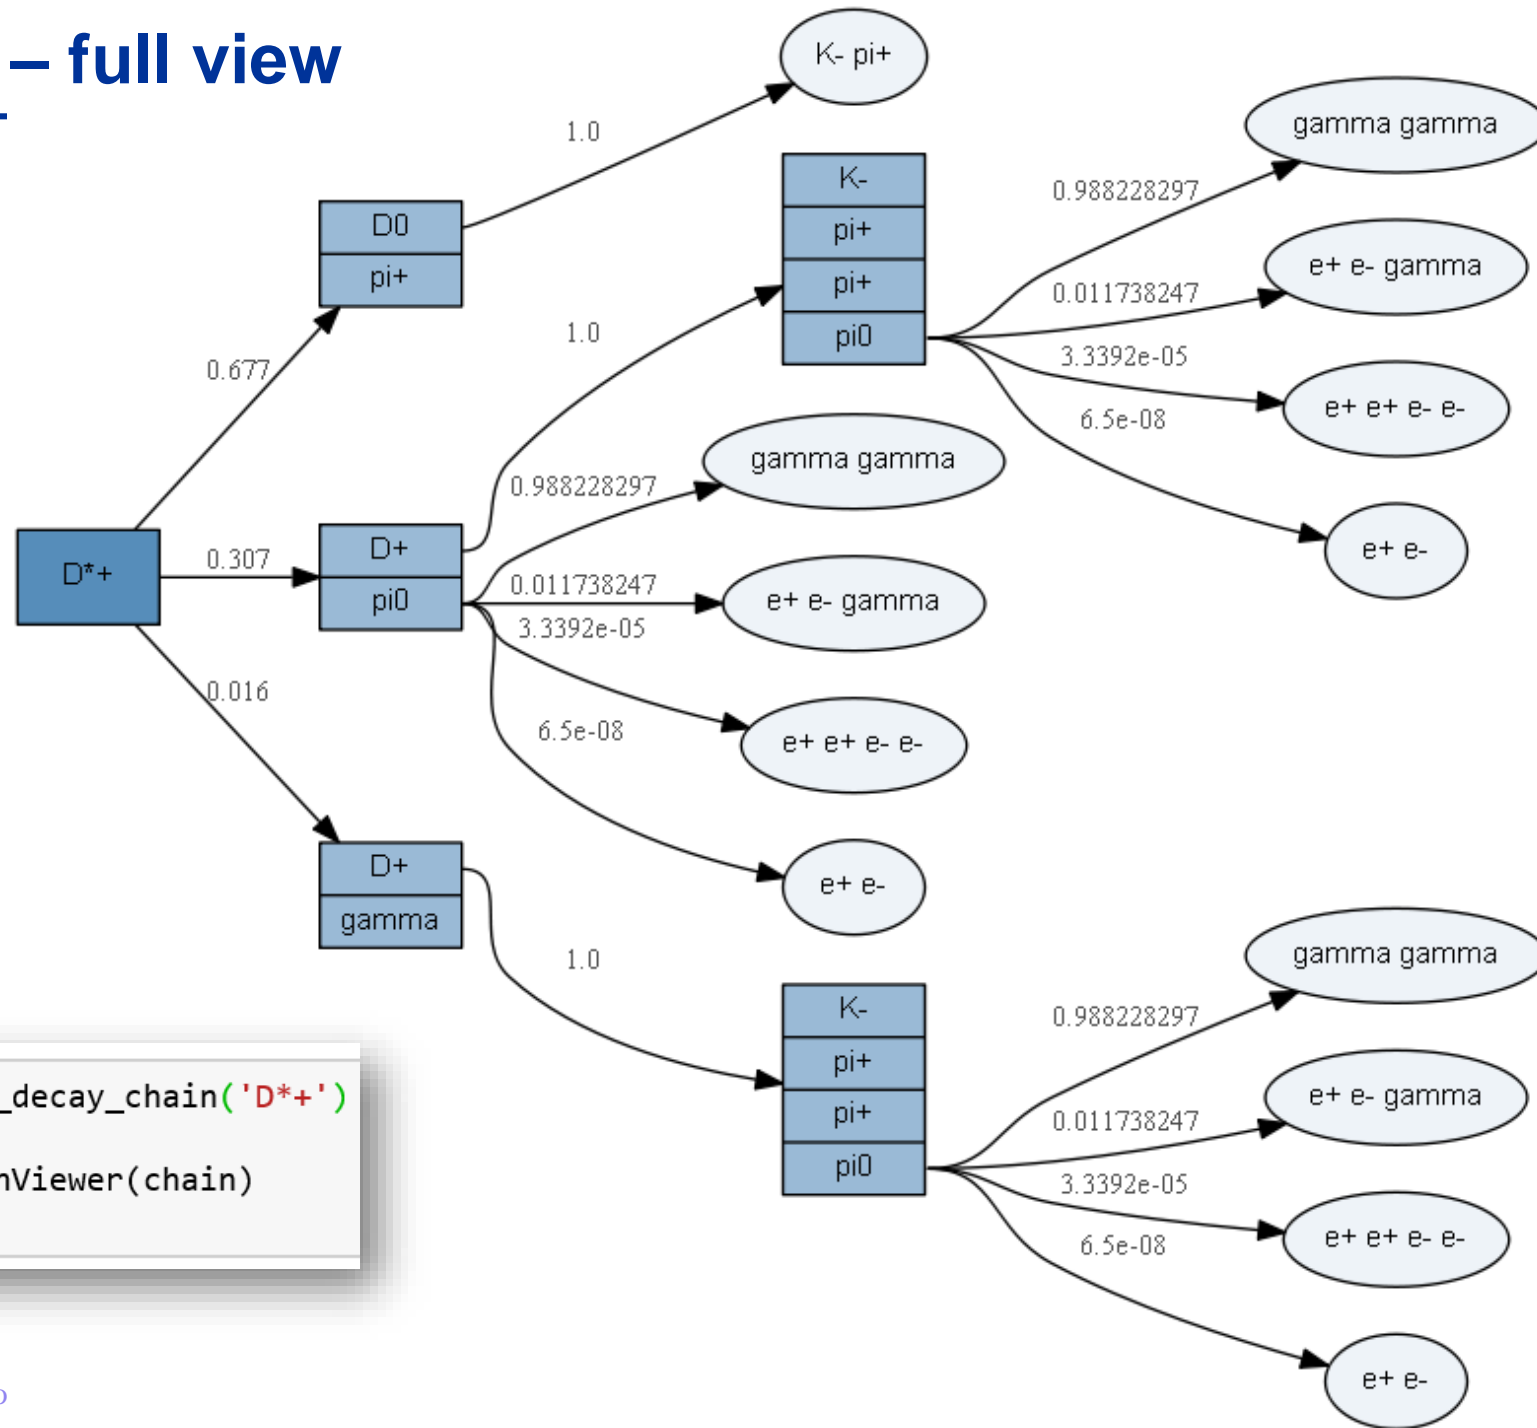 – full view
K- pi+
1.0
gamma gamma
0.988228297
K-
pi+
pi+
pi0
D0
pi+
e+ e- gamma
0.011738247
1.0
3.3392e-05
0.677
e+ e+ e- e-
6.5e-08
gamma gamma
0.988228297
e+ e-
D*+
0.307
D+
pi0
0.011738247
e+ e- gamma
3.3392e-05
0.016
6.5e-08
e+ e+ e- e-
D+
gamma
e+ e-
1.0
gamma gamma
0.988228297
K-
pi+
pi+
pi0
e+ e- gamma
0.011738247
3.3392e-05
e+ e+ e- e-
6.5e-08
e+ e-
_decay_chain('D*+')
nViewer(chain)